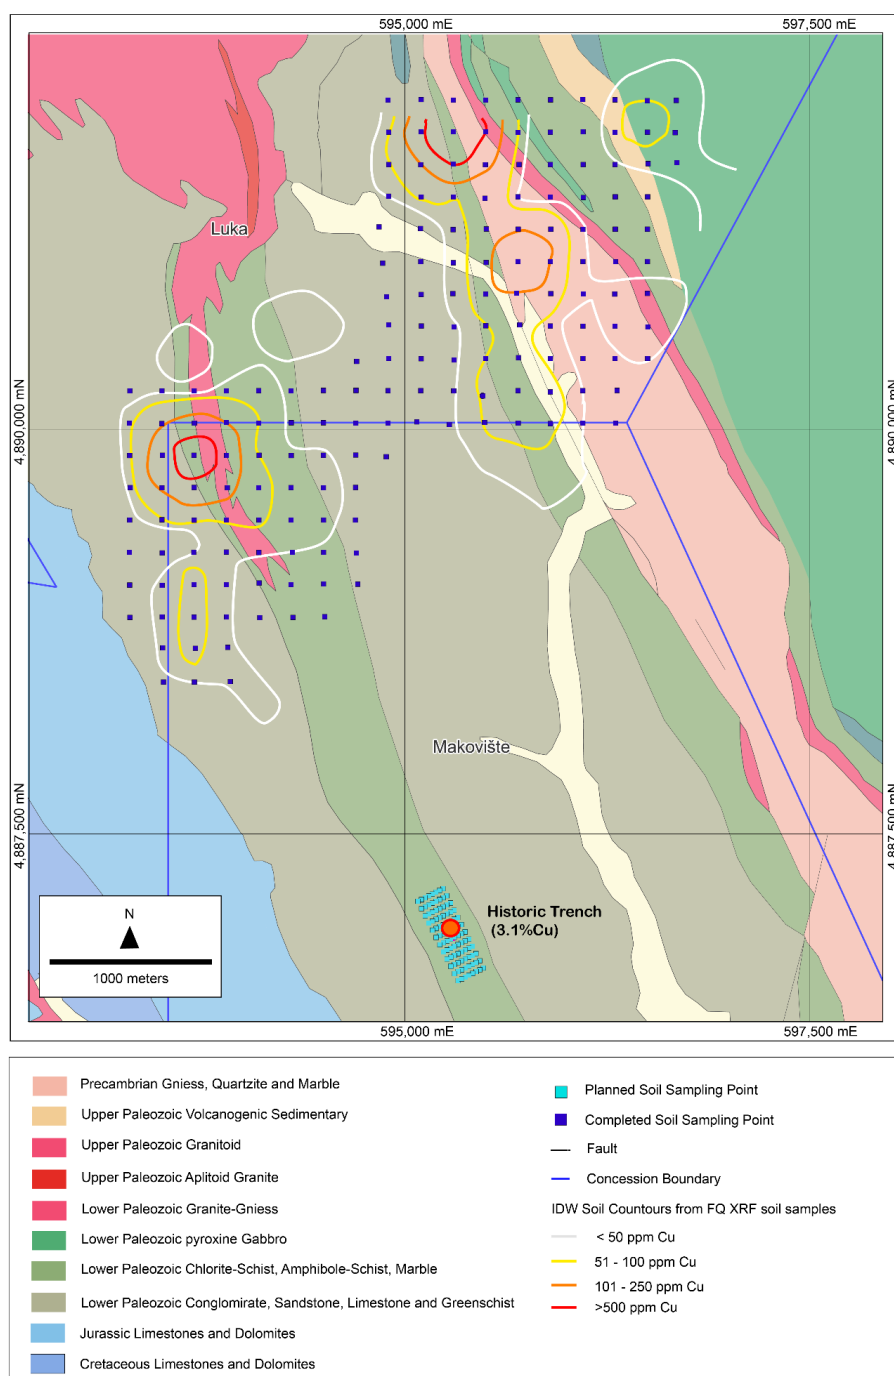 595,000 mE
597,500 mE
Luka
4,890,000 mN
4,890,000 mN
Makovište
4,887,500 mN
4,887,500 mN
Historic Trench
(3.1%Cu)
N
1000 meters
595,000 mE
597,500 mE
Precambrian Gniess, Quartzite and Marble
Upper Paleozoic Volcanogenic Sedimentary
Upper Paleozoic Granitoid
Upper Paleozoic Aplitoid Granite
Lower Paleozoic Granite-Gniess
Lower Paleozoic pyroxine Gabbro
Lower Paleozoic Chlorite-Schist, Amphibole-Schist, Marble
Lower Paleozoic Conglimirate, Sandstone, Limestone and Greenschist
Jurassic Limestones and Dolomites
Cretaceous Limestones and Dolomites
Planned Soil Sampling Point
Completed Soil Sampling Point
Fault
Concession Boundary
IDW Soil Countours from FQ XRF soil samples
< 50 ppm Cu
51 - 100 ppm Cu
101 - 250 ppm Cu
>500 ppm Cu